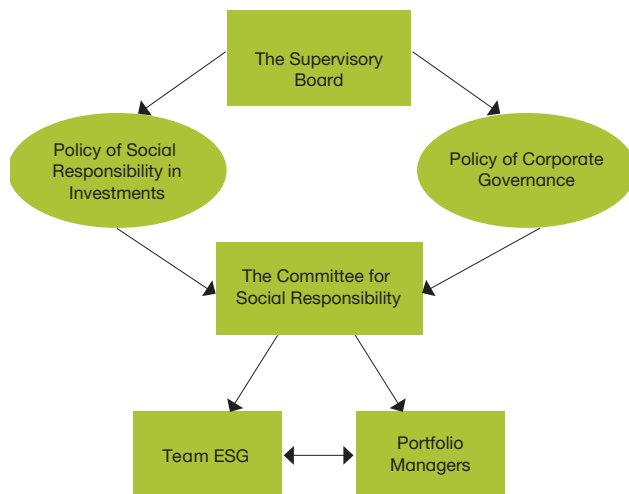 The Supervisory
Board
Policy of Social
Responsibility in
Investments
Policy of Corporate
Governance
The Committee for
Social Responsibility
Team ESG
Portfolio
Managers